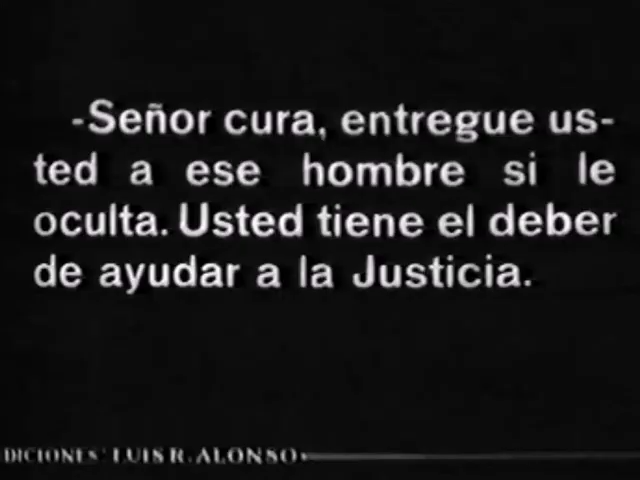 -Señor cura, entregue us-
ted a ese hombre si le
oculta. Usted tiene el deber
de ayudar a la Justicia.
DICIONES LUIS R. ALONSO